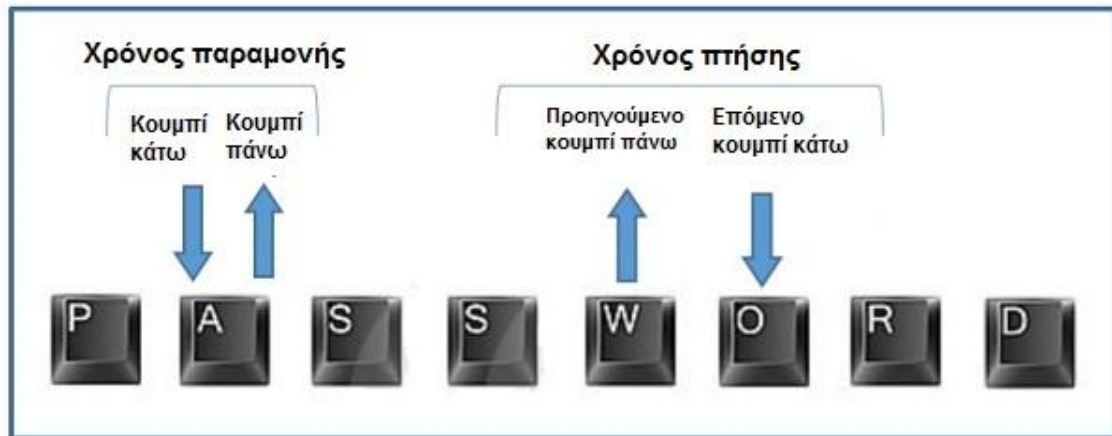 Χρόνος παραμονής
Χρόνος πτήσης
Κουμπί
κάτω
Κουμπί
πάνω
Προηγούμενο
κουμπί πάνω
Επόμενο
κουμπί κάτω
P A S S W O R D